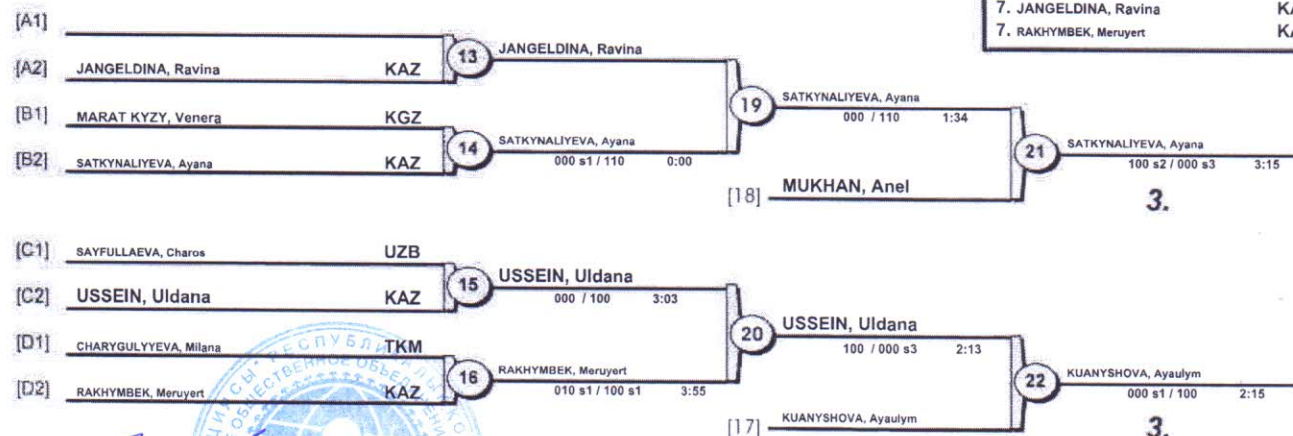 7. JANGELDINA, Ravina
7. RAKHYMBEK, Meruyert
[A1]
13 JANGELDINA, Ravina
[A2] JANGELDINA, Ravina KAZ
[B1] MARAT KYZY, Venera KGZ
19 SATKYNALIYEVA, Ayana
000 / 110 1:34
14 SATKYNALIYEVA, Ayana
000 s1 / 110 0:00
[B2] SATKYNALIYEVA, Ayana KAZ
21 SATKYNALIYEVA, Ayana
100 s2 / 000 s3 3:15
[18] MUKHAN, Anel
3.
[C1] SAYFULLAEVA, Charos UZB
15 USSEIN, Uldana
000 / 100 3:03
[C2] USSEIN, Uldana KAZ
20 USSEIN, Uldana
100 / 000 s3 2:13
[D1] CHARYGULYYEVA, Milana TKM
16 RAKHYMBEK, Meruyert
010 s1 / 100 s1 3:55
[D2] RAKHYMBEK, Meruyert KAZ
22 KUANYSHOVA, Ayaulym
000 s1 / 100 2:15
[17] KUANYSHOVA, Ayaulym
3.